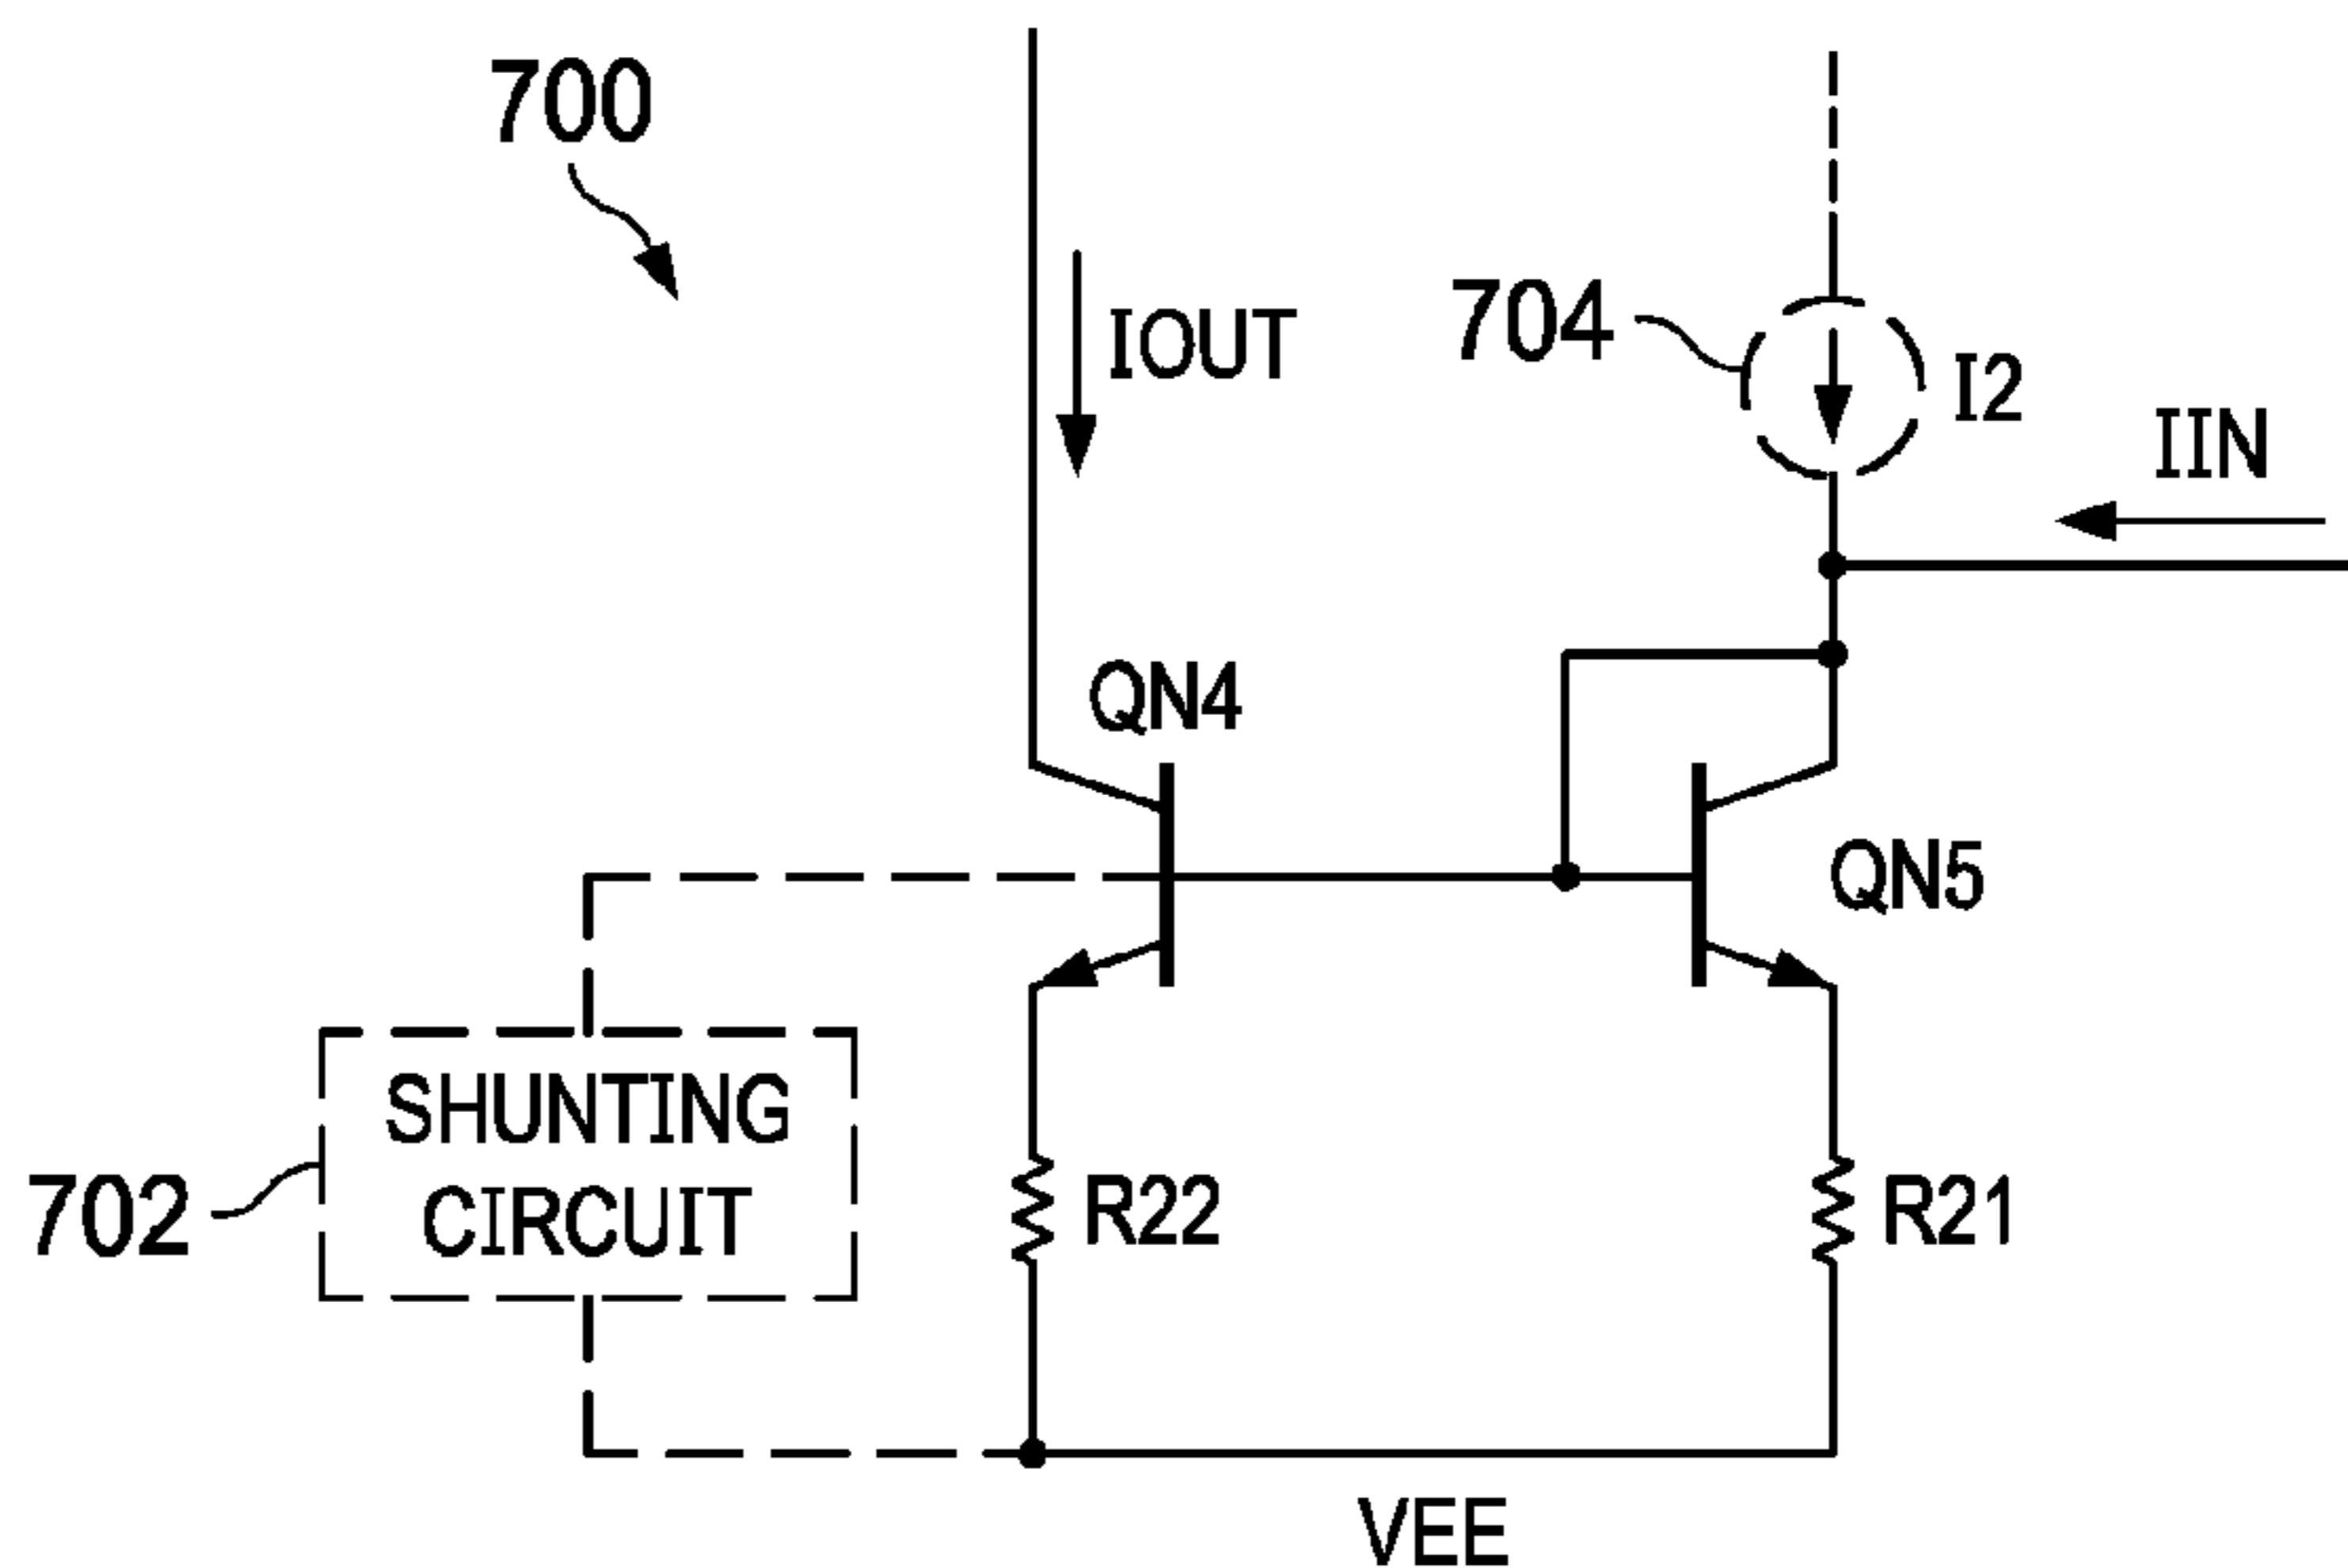 700
IOUT
704
I2
IIN
QN4
QN5
SHUNTING
CIRCUIT
702
R22
R21
VEE